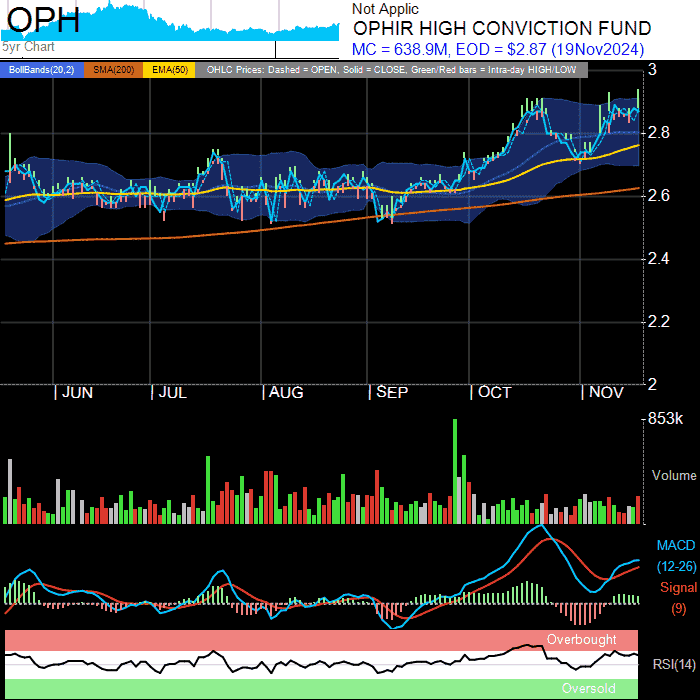 OPH
5yr Chart
Not Applic
OPHIR HIGH CONVICTION FUND
MC = 638.9M, EOD = $2.87 (19Nov2024)
BollBands(20,2) SMA(200) EMA(50) OHLC Prices: Dashed = OPEN, Solid = CLOSE, Green/Red bars = Intra-day HIGH/LOW
3
2.8
2.6
2.4
2.2
2
JUN JUL AUG SEP OCT NOV
853k
Volume
MACD
(12-26)
Signal
(9)
Overbought
RSI(14)
Oversold